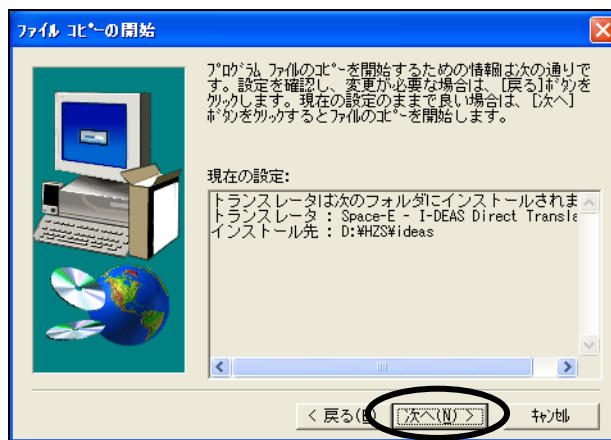 ファイル コピーの開始
プログラム ファイルのコピーを開始するための情報は次の通りで
す。設定を確認し、変更が必要な場合は、[戻る]ボタンを
クリックします。現在の設定のままで良い場合は、[次へ]
ボタンをクリックするとファイルのコピーを開始します。
現在の設定:
トランスレータは次のフォルダにインストールされま
トランスレータ : Space-E - I-DEAS Direct Transla
インストール先 : D:¥HZS¥ideas
< 戻る(B) 次へ(N) > キャンセル